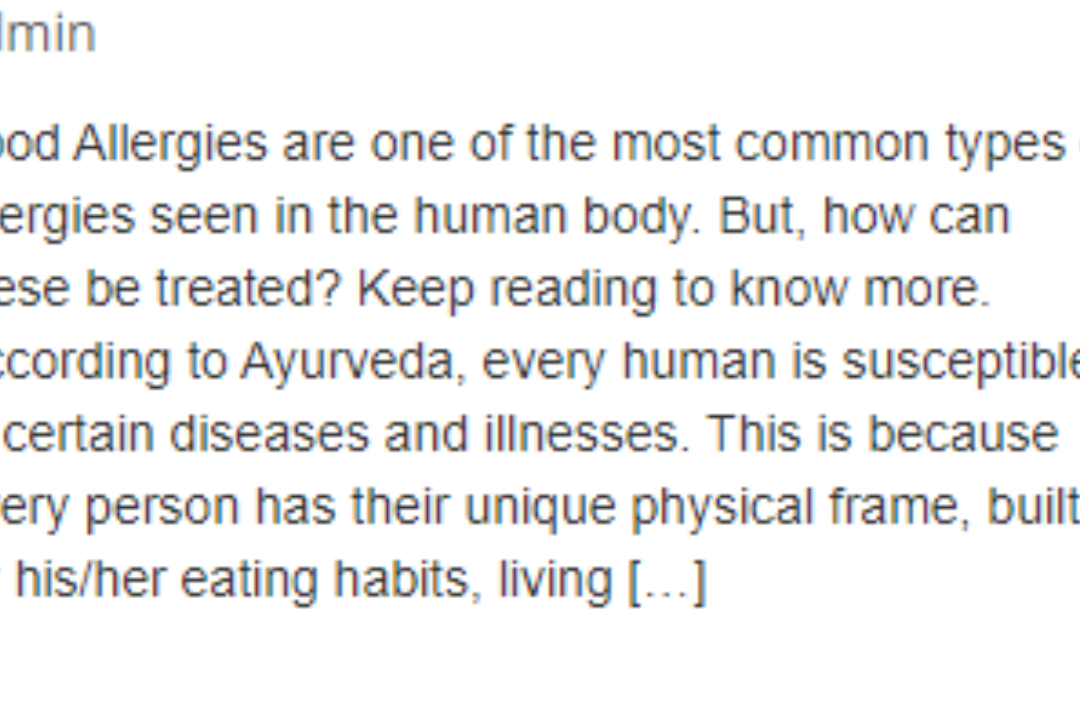 dmin
ood Allergies are one of the most common types
ergies seen in the human body. But, how can
ese be treated? Keep reading to know more.
ccording to Ayurveda, every human is susceptible
certain diseases and illnesses. This is because
ery person has their unique physical frame, built
his/her eating habits, living [...]